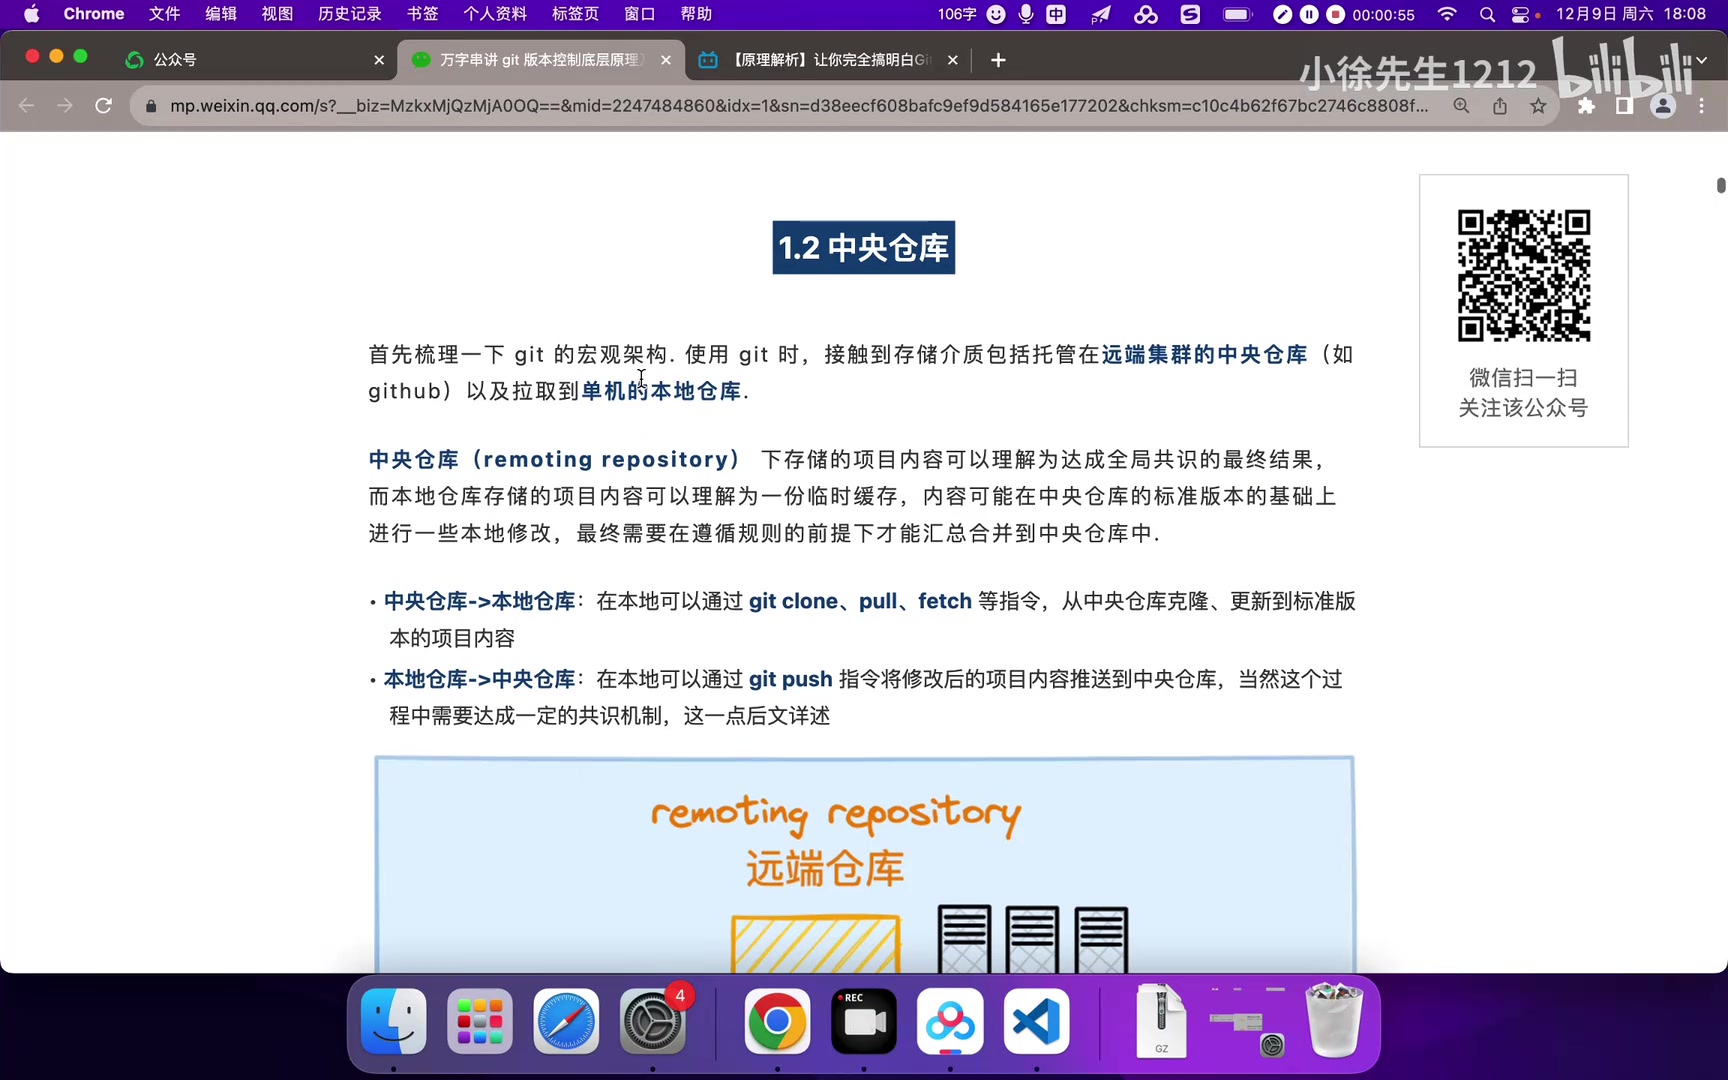 Chrome 文件 编辑 视图 历史记录 书签 个人资料 标签页 窗口 帮助 106字 中 00:00:55 12月9日 周六 18:08
公众号 万字串讲 git 版本控制底层原理 【原理解析】让你完全搞明白Gi
小徐先生1212 bilibili
mp.weixin.qq.com/s?__biz=MzkxMjQzMjA0OQ==&mid=2247484860&idx=1&sn=d38eecf608bafc9ef9d584165e177202&chksm=c10c4b62f67bc2746c8808f...
1.2 中央仓库
首先梳理一下 git 的宏观架构. 使用 git 时，接触到存储介质包括托管在远端集群的中央仓库（如
github）以及拉取到单机的本地仓库.
中央仓库（remoting repository） 下存储的项目内容可以理解为达成全局共识的最终结果，
而本地仓库存储的项目内容可以理解为一份临时缓存，内容可能在中央仓库的标准版本的基础上
进行一些本地修改，最终需要在遵循规则的前提下才能汇总合并到中央仓库中.
• 中央仓库->本地仓库：在本地可以通过 git clone、pull、fetch 等指令，从中央仓库克隆、更新到标准版
本的项目内容
• 本地仓库->中央仓库：在本地可以通过 git push 指令将修改后的项目内容推送到中央仓库，当然这个过
程中需要达成一定的共识机制，这一点后文详述
微信扫一扫
关注该公众号
remoting repository
远端仓库
4
REC
GZ